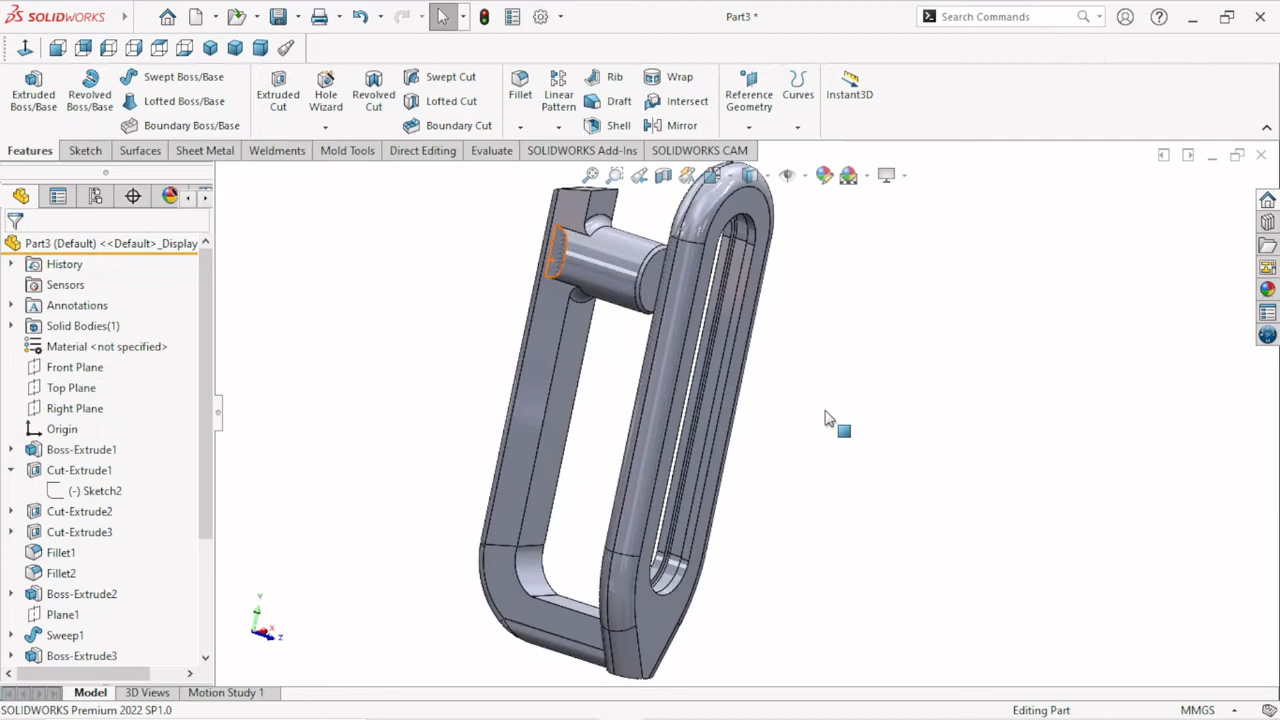 SOLIDWORKS
Part3 *
Search Commands
Extruded Boss/Base
Revolved Boss/Base
Swept Boss/Base
Lofted Boss/Base
Boundary Boss/Base
Extruded Cut
Hole Wizard
Revolved Cut
Swept Cut
Lofted Cut
Boundary Cut
Fillet
Linear Pattern
Rib
Draft
Shell
Wrap
Intersect
Mirror
Reference Geometry
Curves
Instant3D
Features
Sketch
Surfaces
Sheet Metal
Weldments
Mold Tools
Direct Editing
Evaluate
SOLIDWORKS Add-Ins
SOLIDWORKS CAM
Part3 (Default) <<Default>_Display
History
Sensors
Annotations
Solid Bodies(1)
Material <not specified>
Front Plane
Top Plane
Right Plane
Origin
Boss-Extrude1
Cut-Extrude1
(-) Sketch2
Cut-Extrude2
Cut-Extrude3
Fillet1
Fillet2
Boss-Extrude2
Plane1
Sweep1
Boss-Extrude3
Y
X
Z
Model
3D Views
Motion Study 1
SOLIDWORKS Premium 2022 SP1.0
Editing Part
MMGS